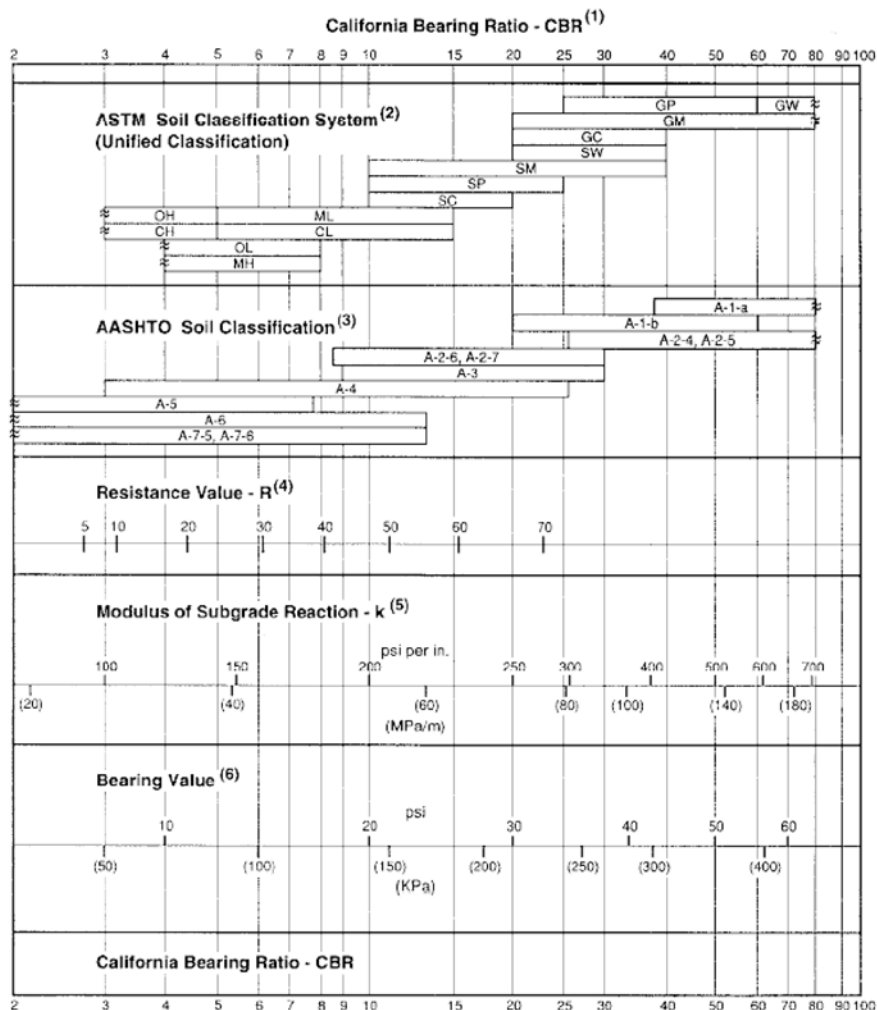 California Bearing Ratio - CBR (1)
2 3 4 5 6 7 8 9 10 15 20 25 30 40 50 60 70 80 90 100
ASTM Soil Classification System (2)
(Unified Classification)
GP GW
GM
GC
SW
SM
SP
SC
OH ML
CH CL
OL
MH
AASHTO Soil Classification (3)
A-1-a
A-1-b
A-2-4, A-2-5
A-2-6, A-2-7
A-3
A-4
A-5
A-6
A-7-5, A-7-6
Resistance Value - R (4)
5 10 20 30 40 50 60 70
Modulus of Subgrade Reaction - k (5)
psi per in.
100 150 200 250 300 400 500 600 700
(20) (40) (60) (80) (100) (140) (180)
(MPa/m)
Bearing Value (6)
psi
10 20 30 40 50 60
(50) (100) (150) (200) (250) (300) (400)
(KPa)
California Bearing Ratio - CBR
2 3 4 5 6 7 8 9 10 15 20 25 30 40 50 60 70 80 90 100